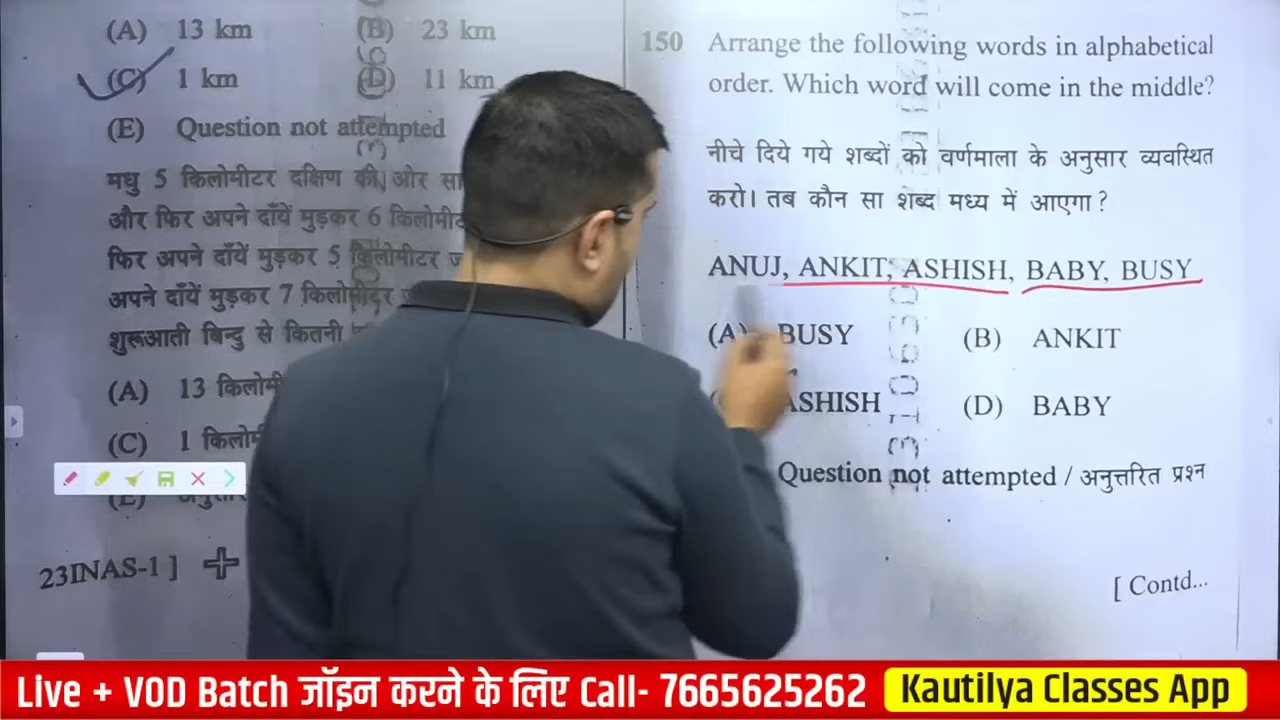 (A) 13 km (B) 23 km
(C) 1 km (D) 11 km
(E) Question not attempted
मधु 5 किलोमीटर दक्षिण की ओर
और फिर अपने दाँयें मुड़कर 6
फिर अपने दाँयें मुड़कर 5 किलोमीटर
अपने दाँयें मुड़कर 7 किलोमीटर
शुरूआती बिन्दु से कितनी
(A) 13
(C) 1
(E)
23INAS-1 ]
150 Arrange the following words in alphabetical
order. Which word will come in the middle?
नीचे दिये गये शब्दों को वर्णमाला के अनुसार व्यवस्थित
करो। तब कौन सा शब्द मध्य में आएगा ?
ANUJ, ANKIT, ASHISH, BABY, BUSY
(A) BUSY (B) ANKIT
ASHISH (D) BABY
Question not attempted / अनुत्तरित प्रश्न
[ Contd...
Live + VOD Batch जॉइन करने के लिए Call- 7665625262 Kautilya Classes App